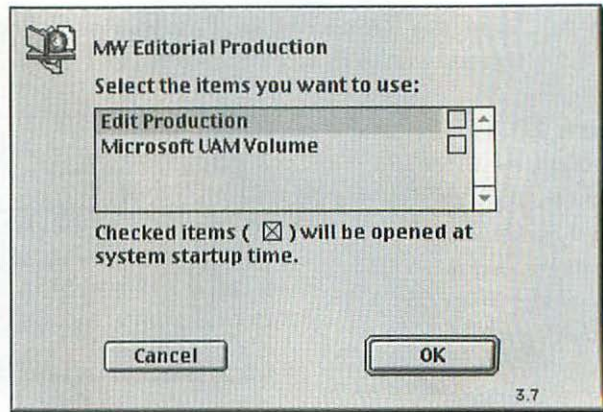 MW Editorial Production
Select the items you want to use:
Edit Production
Microsoft UAM Volume
Checked items ( ☒ ) will be opened at
system startup time.
Cancel
OK
3.7